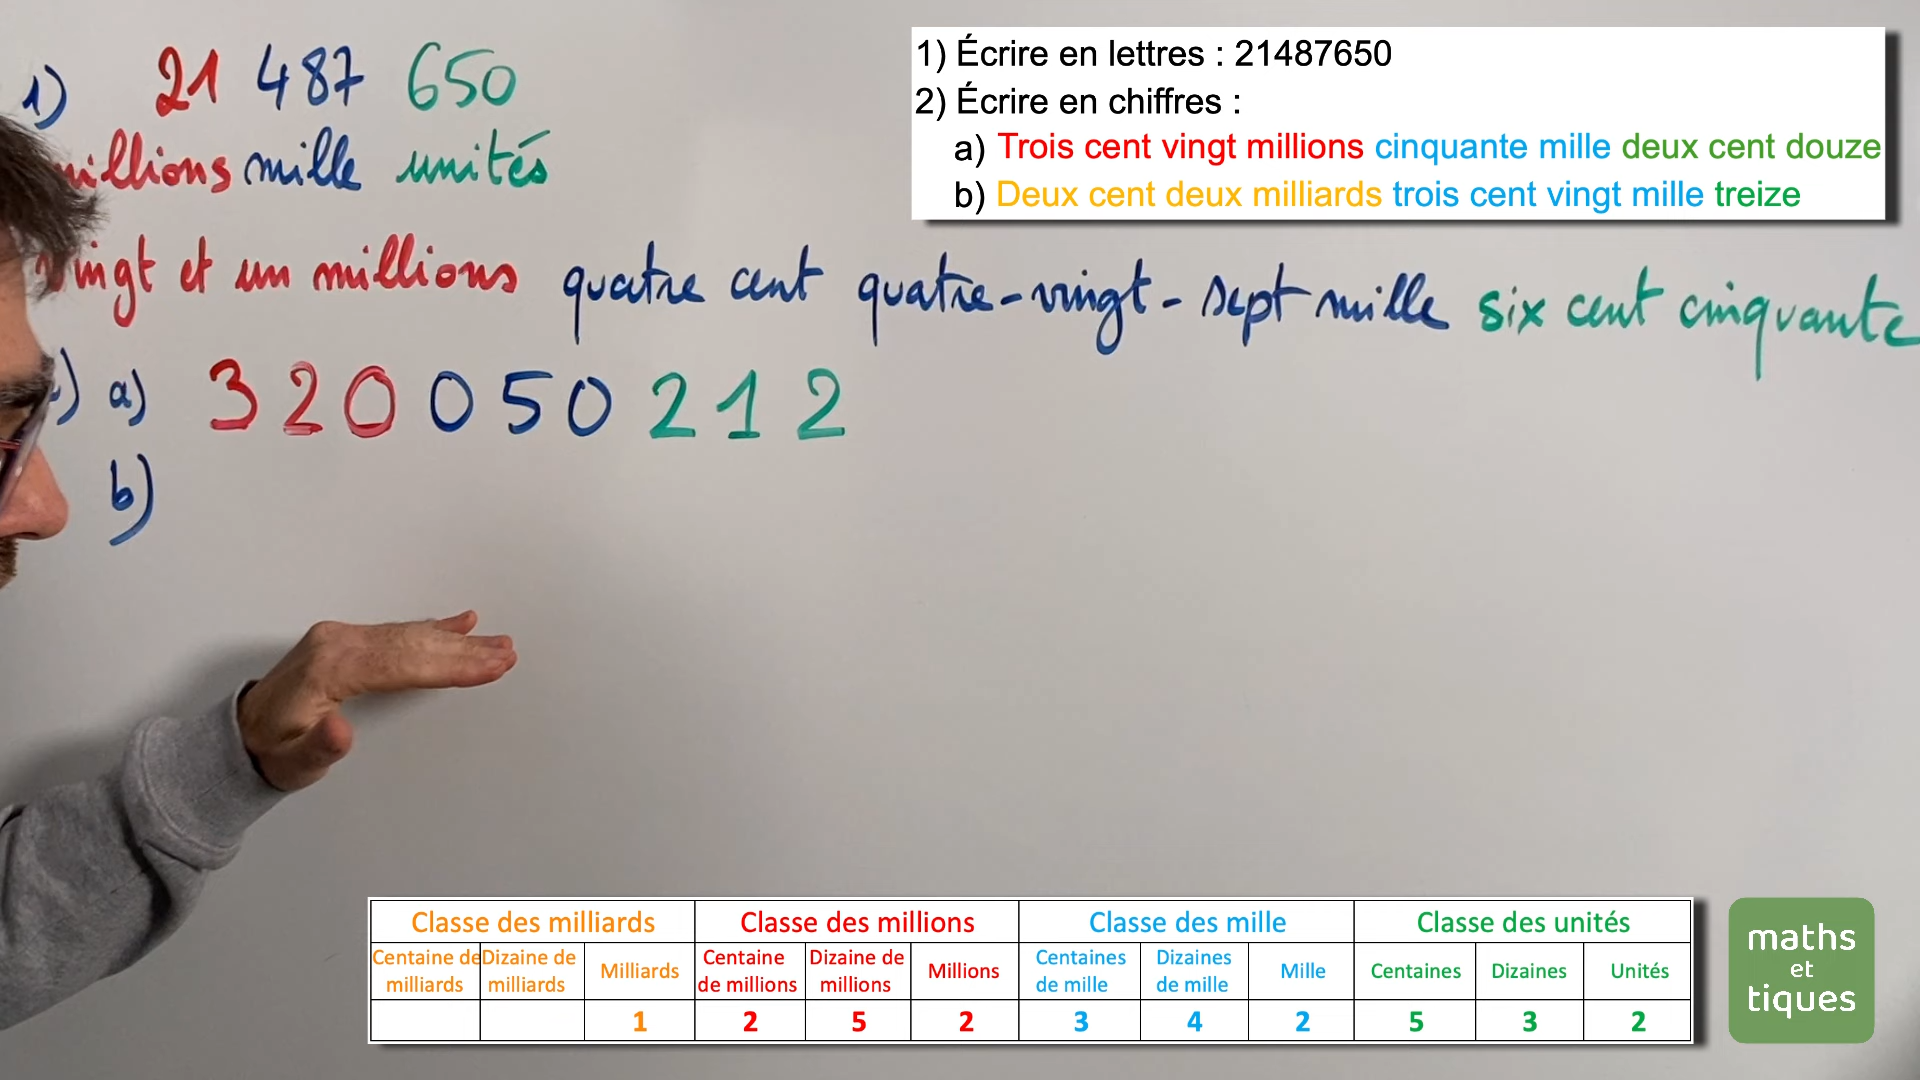 1) Écrire en lettres : 21487650
2) Écrire en chiffres :
a) Trois cent vingt millions cinquante mille deux cent douze
b) Deux cent deux milliards trois cent vingt mille treize
1) 21 487 650
millions mille unités
vingt et un millions quatre cent quatre-vingt-sept mille six cent cinquante
a) 320 050 212
b)
Classe des milliards Classe des millions Classe des mille Classe des unités
Centaine de milliards Dizaine de milliards Milliards Centaine de millions Dizaine de millions Millions Centaines de mille Dizaines de mille Mille Centaines Dizaines Unités
1 2 5 2 3 4 2 5 3 2
maths
et
tiques